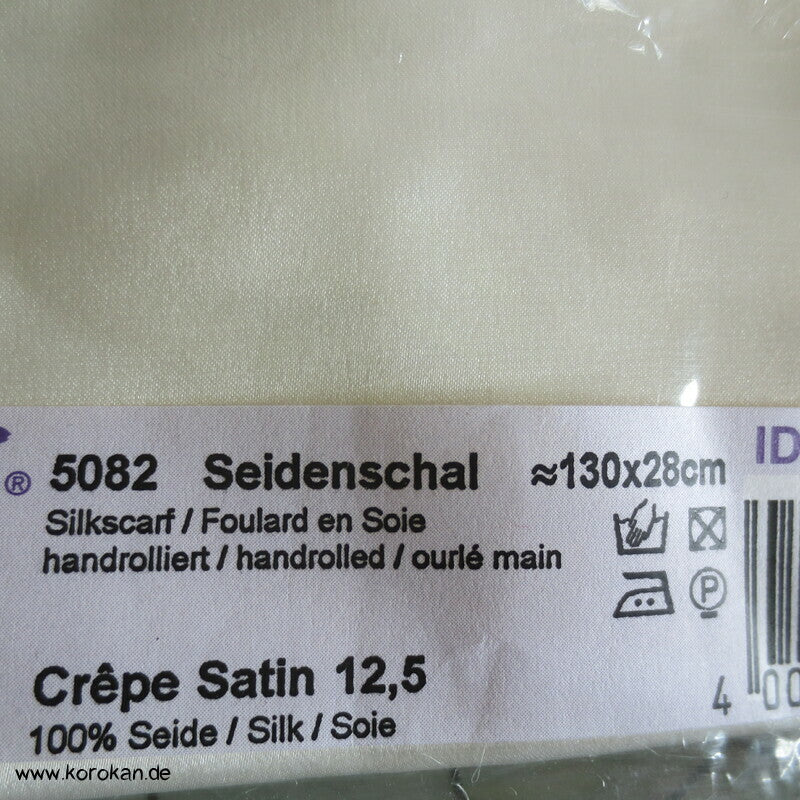 ® 5082 Seidenschal ≈130x28cm ID
Silkscarf / Foulard en Soie
handrolliert / handrolled / ourlé main
P
Crêpe Satin 12,5
100% Seide / Silk / Soie
4 00
www.korokan.de